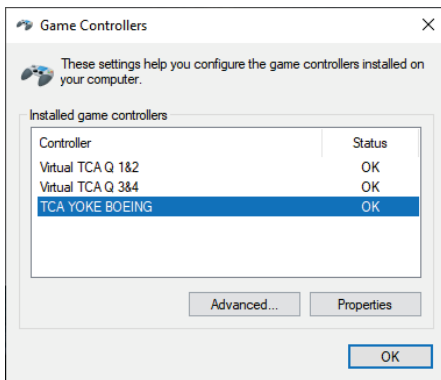 Game Controllers
These settings help you configure the game controllers installed on
your computer.
Installed game controllers
Controller Status
Virtual TCA Q 1&2 OK
Virtual TCA Q 3&4 OK
TCA YOKE BOEING OK
Advanced... Properties
OK